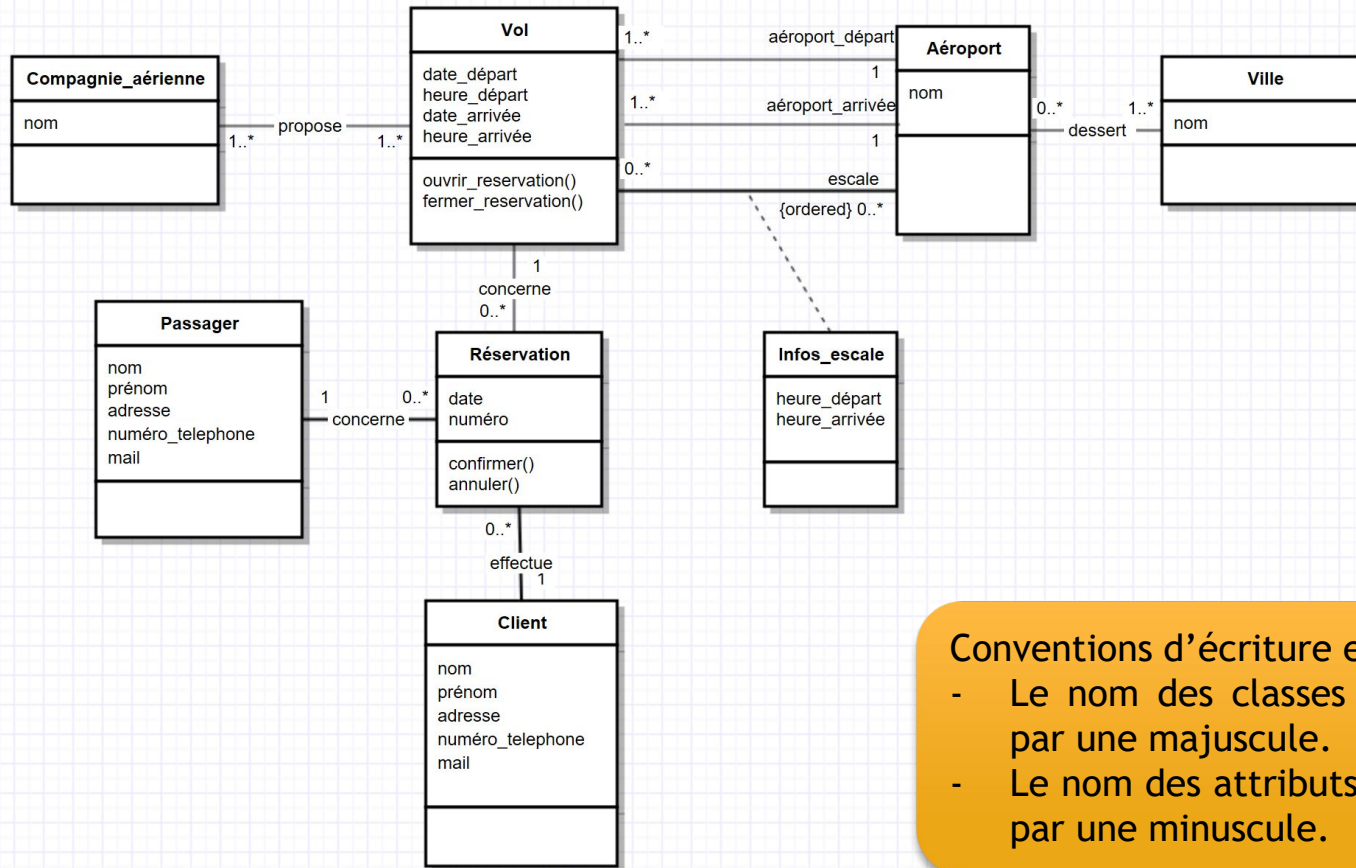 Compagnie_aérienne
nom
1..*
propose
1..*
Vol
date_départ
heure_départ
date_arrivée
heure_arrivée
ouvrir_reservation()
fermer_reservation()
1..*
aéroport_départ
1
1..*
aéroport_arrivée
1
0..*
escale
{ordered} 0..*
Aéroport
nom
0..*
1..*
dessert
Ville
nom
1
concerne
0..*
Passager
nom
prénom
adresse
numéro_telephone
mail
1
0..*
concerne
Réservation
date
numéro
confirmer()
annuler()
Infos_escale
heure_départ
heure_arrivée
0..*
effectue
1
Client
nom
prénom
adresse
numéro_telephone
mail
Conventions d’écriture e
- Le nom des classes
par une majuscule.
- Le nom des attributs
par une minuscule.